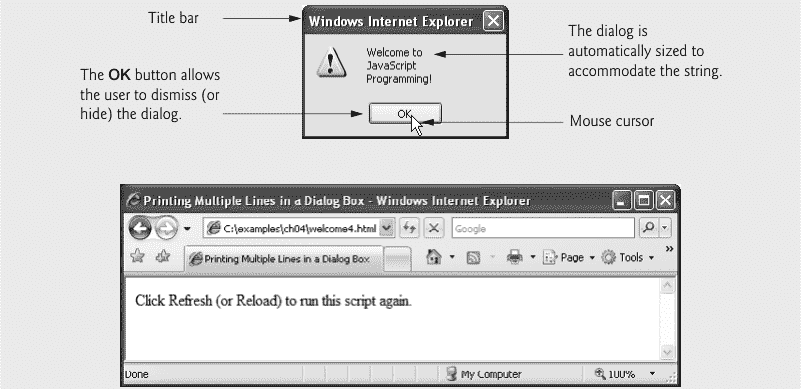 Title bar
Windows Internet Explorer
Welcome to
JavaScript
Programming!
OK
The dialog is
automatically sized to
accommodate the string.
The OK button allows
the user to dismiss (or
hide) the dialog.
Mouse cursor
Printing Multiple Lines in a Dialog Box - Windows Internet Explorer
C:\examples\ch04\welcome4.html
Google
Printing Multiple Lines in a Dialog Box
Page
Tools
»
Click Refresh (or Reload) to run this script again.
Done
My Computer
100%